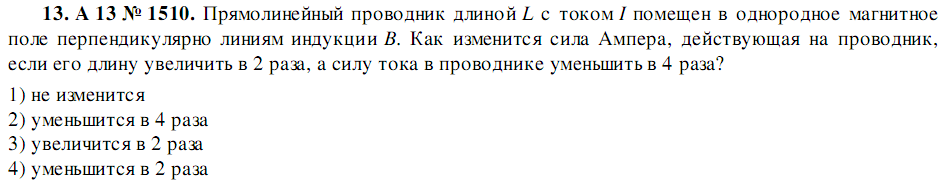 13. А 13 № 1510. Прямолинейный проводник длиной L с током I помещен в однородное магнитное
поле перпендикулярно линиям индукции B. Как изменится сила Ампера, действующая на проводник,
если его длину увеличить в 2 раза, а силу тока в проводнике уменьшить в 4 раза?
1) не изменится
2) уменьшится в 4 раза
3) увеличится в 2 раза
4) уменьшится в 2 раза